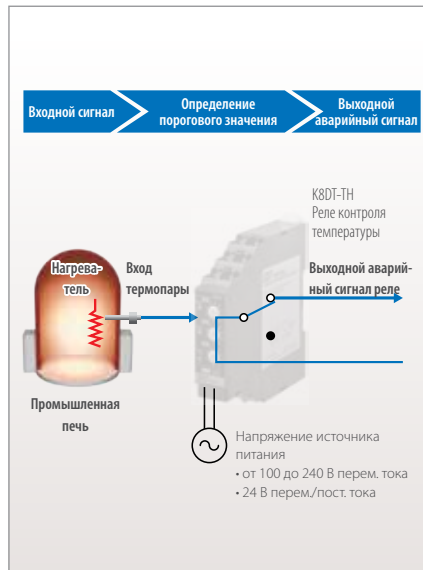 Входной сигнал
Определение
порогового значения
Выходной
аварийный сигнал
K8DT-TH
Реле контроля
температуры
Нагрева-
тель
Вход
термопары
Выходной аварий-
ный сигнал реле
Промышленная
печь
Напряжение источника
питания
• от 100 до 240 В перем. тока
• 24 В перем./пост. тока